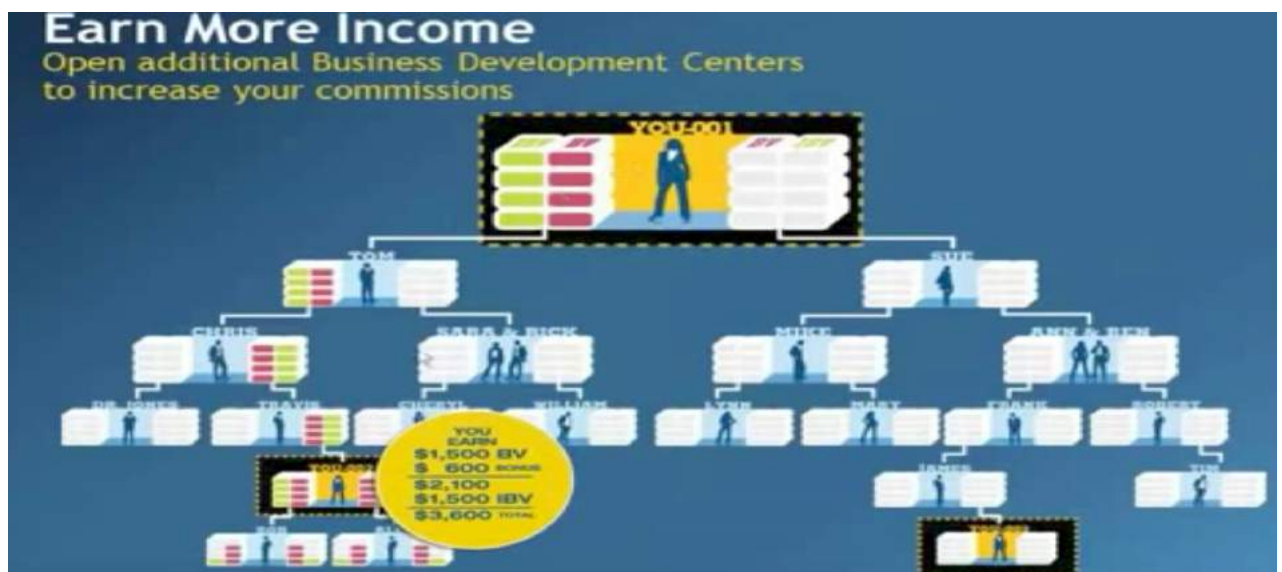 Earn More Income
Open additional Business Development Centers
to increase your commissions
YOU-001
BV
BV
TOM
SUE
CHRIS
SARA & RICK
MIKE
ANN & BEN
DR. JONES
TRAVIS
CHERYL
WILLIAM
LYNN
MARY
FRANK
ROBERT
YOU
EARN
$1,500 BV
$ 600 BONUS
$2,100
$1,500 IBV
$3,600 TOTAL
JAMES
TIM